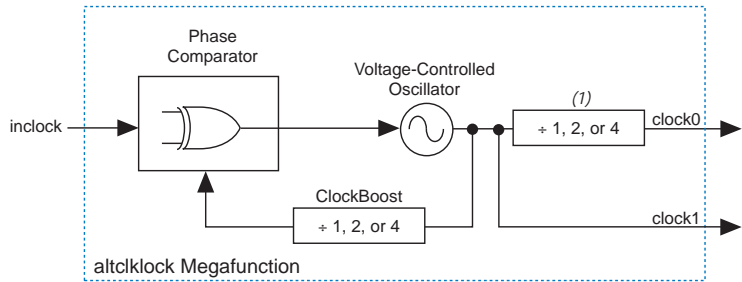 Phase
Comparator
Voltage-Controlled
Oscillator
(1)
inclock
÷ 1, 2, or 4
clock0
ClockBoost
÷ 1, 2, or 4
clock1
altclklock Megafunction